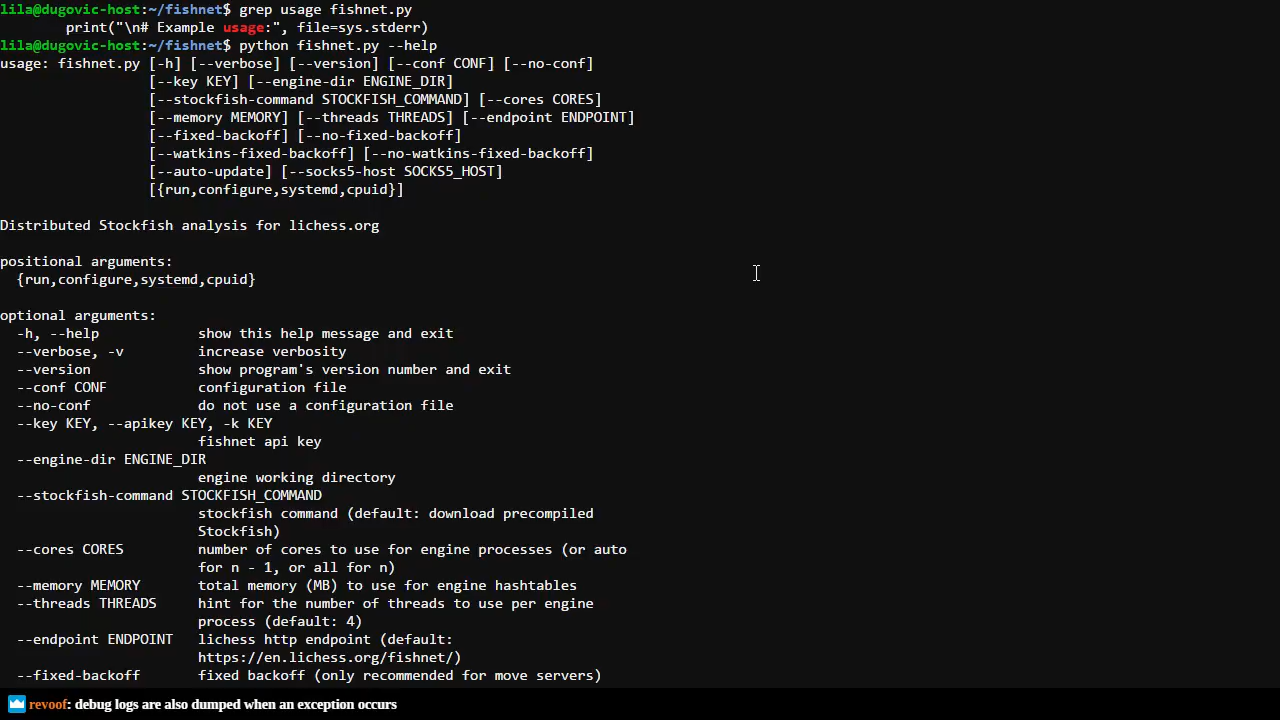 lila@dugovic-host:~/fishnet$ grep usage fishnet.py
        print("\n# Example usage:", file=sys.stderr)
lila@dugovic-host:~/fishnet$ python fishnet.py --help
usage: fishnet.py [-h] [--verbose] [--version] [--conf CONF] [--no-conf]
                  [--key KEY] [--engine-dir ENGINE_DIR]
                  [--stockfish-command STOCKFISH_COMMAND] [--cores CORES]
                  [--memory MEMORY] [--threads THREADS] [--endpoint ENDPOINT]
                  [--fixed-backoff] [--no-fixed-backoff]
                  [--watkins-fixed-backoff] [--no-watkins-fixed-backoff]
                  [--auto-update] [--socks5-host SOCKS5_HOST]
                  [{run,configure,systemd,cpuid}]
Distributed Stockfish analysis for lichess.org
positional arguments:
  {run,configure,systemd,cpuid}
optional arguments:
  -h, --help            show this help message and exit
  --verbose, -v         increase verbosity
  --version             show program's version number and exit
  --conf CONF           configuration file
  --no-conf             do not use a configuration file
  --key KEY, --apikey KEY, -k KEY
                        fishnet api key
  --engine-dir ENGINE_DIR
                        engine working directory
  --stockfish-command STOCKFISH_COMMAND
                        stockfish command (default: download precompiled
                        Stockfish)
  --cores CORES         number of cores to use for engine processes (or auto
                        for n - 1, or all for n)
  --memory MEMORY       total memory (MB) to use for engine hashtables
  --threads THREADS     hint for the number of threads to use per engine
                        process (default: 4)
  --endpoint ENDPOINT   lichess http endpoint (default:
                        https://en.lichess.org/fishnet/)
  --fixed-backoff       fixed backoff (only recommended for move servers)
revoof: debug logs are also dumped when an exception occurs